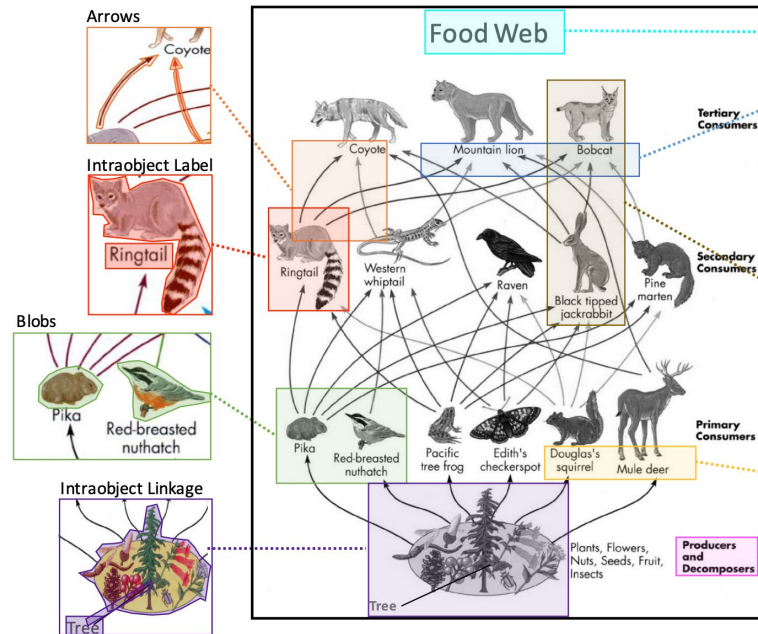 Arrows
Coyote
Intraobject Label
Ringtail
Blobs
Pika
Red-breasted
nuthatch
Intraobject Linkage
Tree
Food Web
Tertiary
Consumers
Coyote
Mountain lion
Bobcat
Secondary
Consumers
Ringtail
Western
whiptail
Raven
Black tipped
jackrabbit
Pine
marten
Primary
Consumers
Pika
Red-breasted
nuthatch
Pacific
tree frog
Edith's
checkerspot
Douglas's
squirrel
Mule deer
Plants, Flowers,
Nuts, Seeds, Fruit,
Insects
Producers
and
Decomposers
Tree